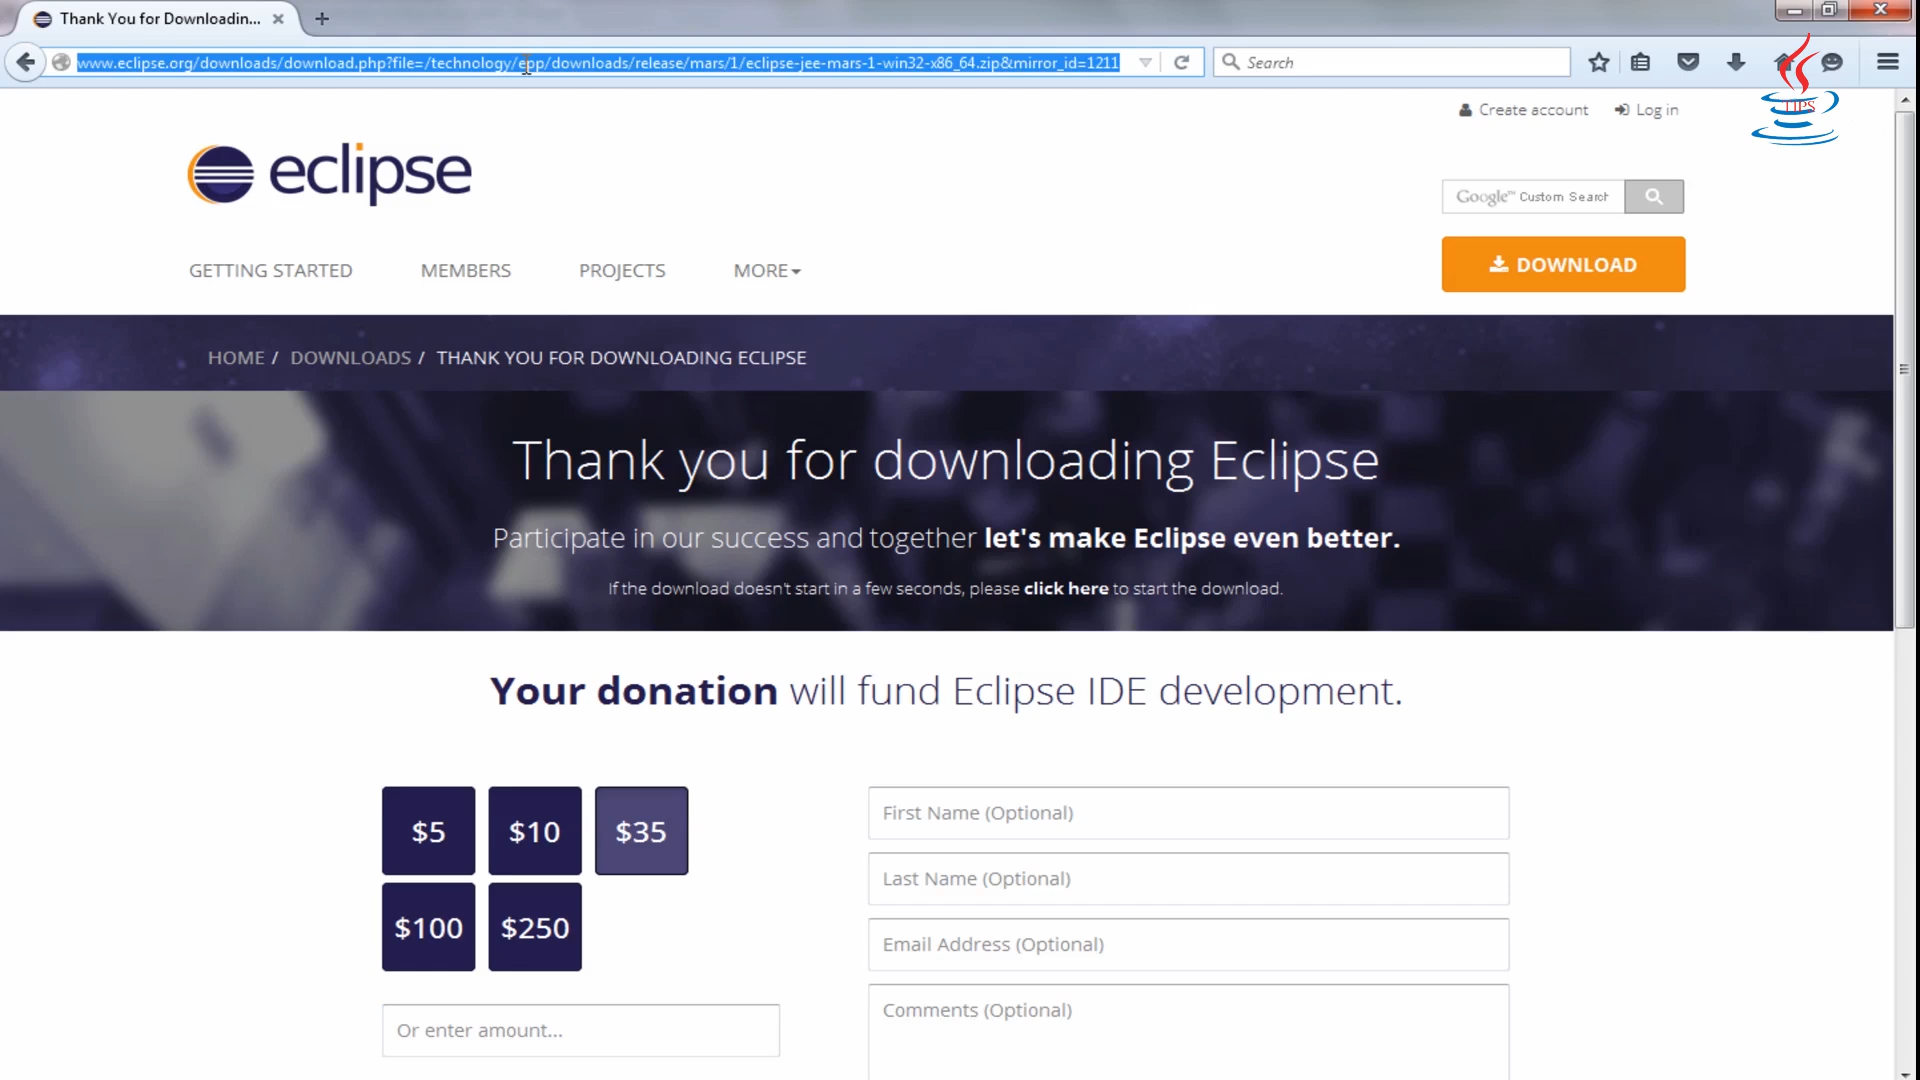 Thank You for Downloadin...
www.eclipse.org/downloads/download.php?file=/technology/epp/downloads/release/mars/1/eclipse-jee-mars-1-win32-x86_64.zip&mirror_id=1211
Search
TIPS
Create account
Log in
eclipse
Google™ Custom Search
GETTING STARTED
MEMBERS
PROJECTS
MORE
DOWNLOAD
HOME / DOWNLOADS / THANK YOU FOR DOWNLOADING ECLIPSE
Thank you for downloading Eclipse
Participate in our success and together let's make Eclipse even better.
If the download doesn't start in a few seconds, please click here to start the download.
Your donation will fund Eclipse IDE development.
$5
$10
$35
$100
$250
Or enter amount...
First Name (Optional)
Last Name (Optional)
Email Address (Optional)
Comments (Optional)